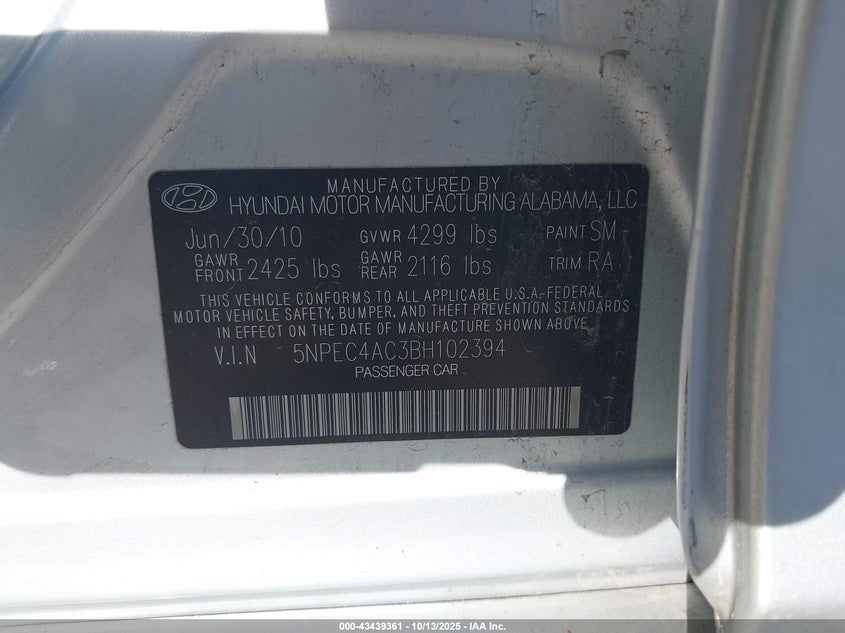 MANUFACTURED BY
HYUNDAI MOTOR MANUFACTURING ALABAMA, LLC
Jun/30/10 GVWR 4299 lbs PAINT SM
GAWR FRONT 2425 lbs GAWR REAR 2116 lbs TRIM RA
THIS VEHICLE CONFORMS TO ALL APPLICABLE U.S.A. FEDERAL
MOTOR VEHICLE SAFETY, BUMPER, AND THEFT PREVENTION STANDARDS
IN EFFECT ON THE DATE OF MANUFACTURE SHOWN ABOVE.
V.I.N 5NPEC4AC3BH102394
PASSENGER CAR
000-43439361 - 10/13/2025 - IAA Inc.